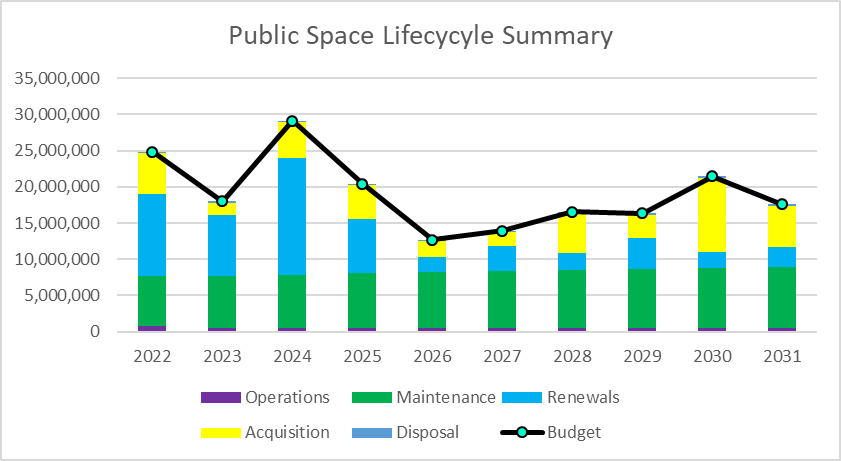 Public Space Lifecycyle Summary
35,000,000
30,000,000
25,000,000
20,000,000
15,000,000
10,000,000
5,000,000
0
2022 2023 2024 2025 2026 2027 2028 2029 2030 2031
Operations Maintenance Renewals
Acquisition Disposal Budget